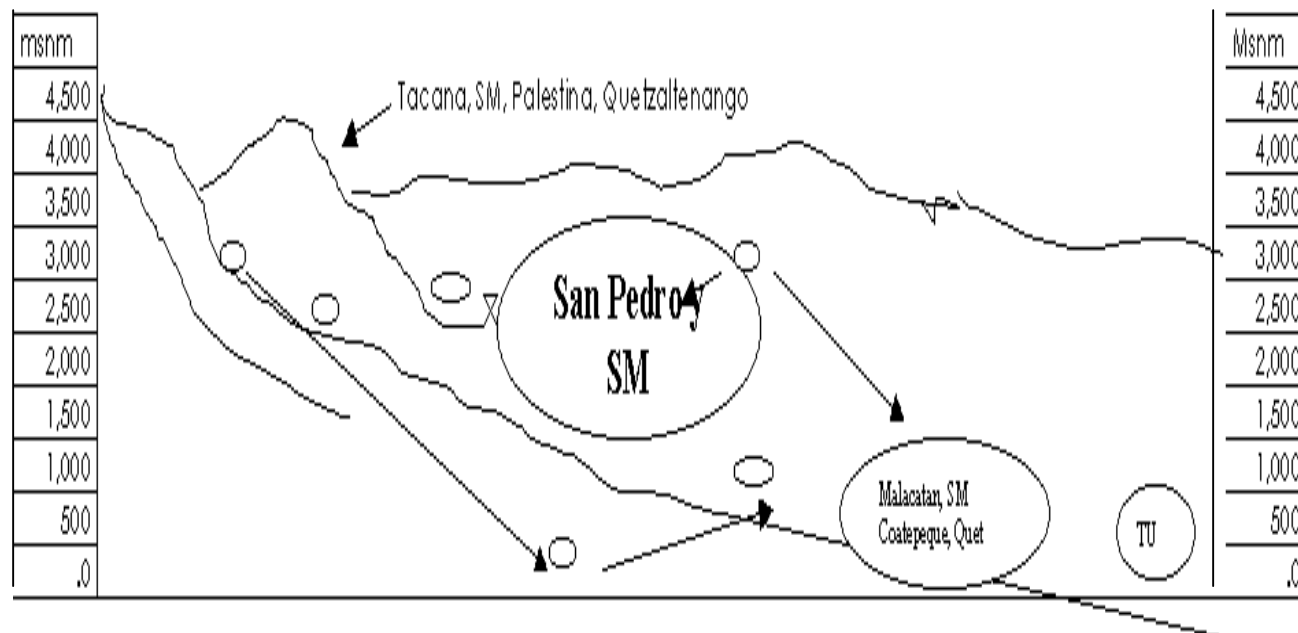 msnm
4,500
4,000
3,500
3,000
2,500
2,000
1,500
1,000
500
.0
Tacana, SM, Palestina, Quetzaltenango
San Pedro y
SM
Malacatan, SM
Coatepeque, Quet
TU
Msnm
4,500
4,000
3,500
3,000
2,500
2,000
1,500
1,000
500
.0